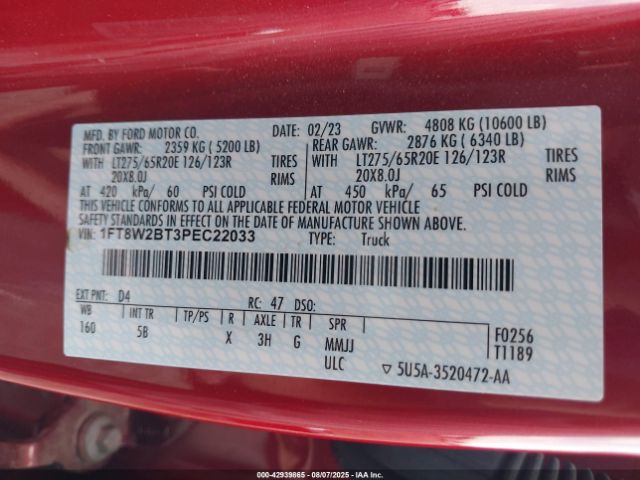 MFD. BY FORD MOTOR CO. DATE: 02/23 GVWR: 4808 KG (10600 LB)
FRONT GAWR: 2359 KG ( 5200 LB) REAR GAWR: 2876 KG ( 6340 LB)
WITH LT275/65R20E 126/123R TIRES WITH LT275/65R20E 126/123R TIRES
20X8.0J RIMS 20X8.0J RIMS
AT 420 kPa/ 60 PSI COLD AT 450 kPa/ 65 PSI COLD
THIS VEHICLE CONFORMS TO ALL APPLICABLE FEDERAL MOTOR VEHICLE
SAFETY STANDARDS IN EFFECT ON THE DATE OF MANUFACTURE SHOWN ABOVE.
VIN: 1FT8W2BT3PEC22033 TYPE: Truck
EXT PNT: D4 RC: 47 DSO:
WB INT TR TP/PS R AXLE TR SPR
160 5B X 3H G MMJJ
ULC
F0256
T1189
▽ 5U5A-3520472-AA
000-42939865 - 08/07/2025 - IAAI.com